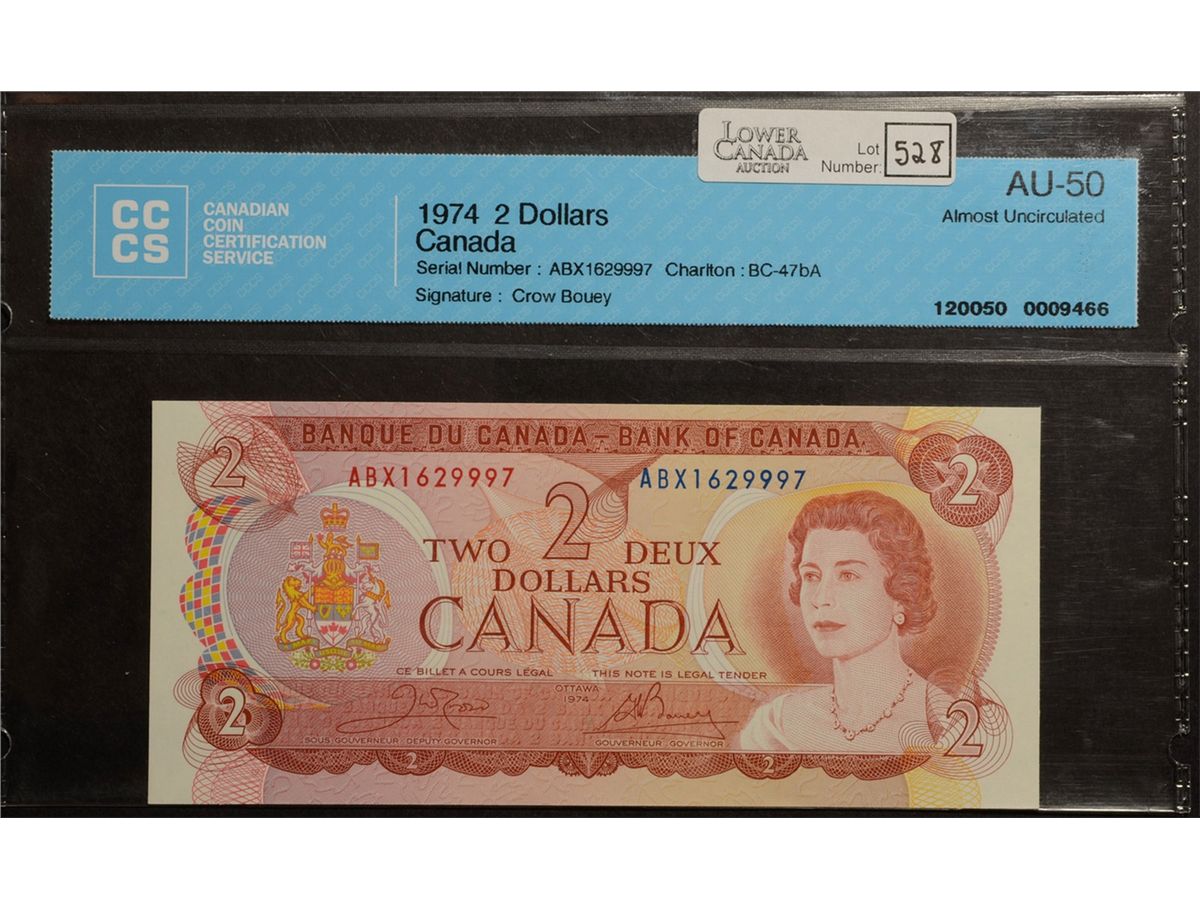 LOWER
CANADA
AUCTION
Lot
Number:
528
CC
CS
CANADIAN
COIN
CERTIFICATION
SERVICE
1974 2 Dollars
Canada
Serial Number : ABX1629997 Charlton : BC-47bA
Signature : Crow Bouey
AU-50
Almost Uncirculated
120050 0009466
BANQUE DU CANADA – BANK OF CANADA
2
2
ABX1629997
ABX1629997
2
TWO DEUX
DOLLARS
CANADA
CE BILLET A COURS LÉGAL THIS NOTE IS LEGAL TENDER
OTTAWA
1974
SOUS-GOUVERNEUR-DEPUTY GOVERNOR
GOUVERNEUR-GOVERNOR
2
2
2
2